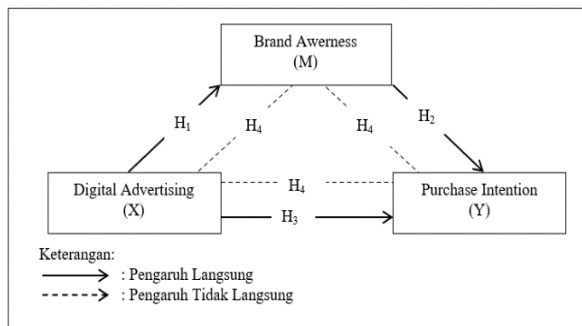 Brand Awerness
(M)
H1
H4
H4
H2
Digital Advertising
(X)
H4
Purchase Intention
(Y)
H3
Keterangan:
: Pengaruh Langsung
: Pengaruh Tidak Langsung